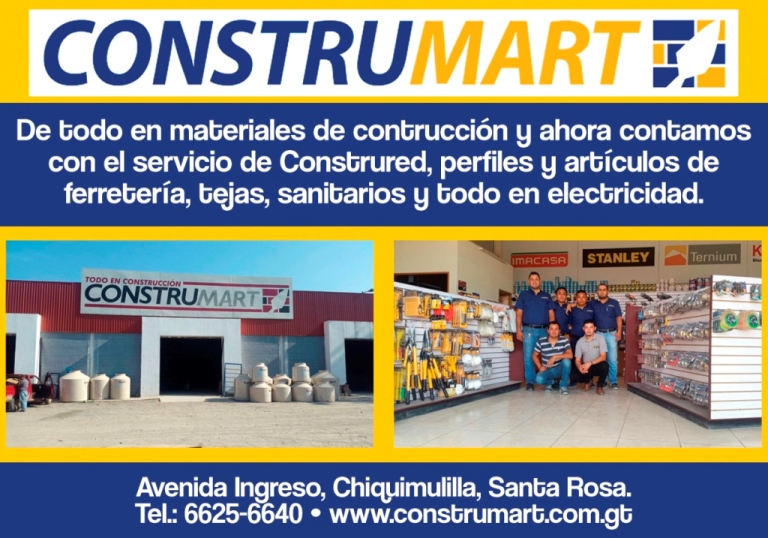 CONSTRUMART
De todo en materiales de contrucción y ahora contamos
con el servicio de Construred, perfiles y artículos de
ferretería, tejas, sanitarios y todo en electricidad.
TODO EN CONSTRUCCIÓN
CONSTRUMART
IMACASA
STANLEY
Ternium
Avenida Ingreso, Chiquimulilla, Santa Rosa.
Tel.: 6625-6640 • www.construmart.com.gt